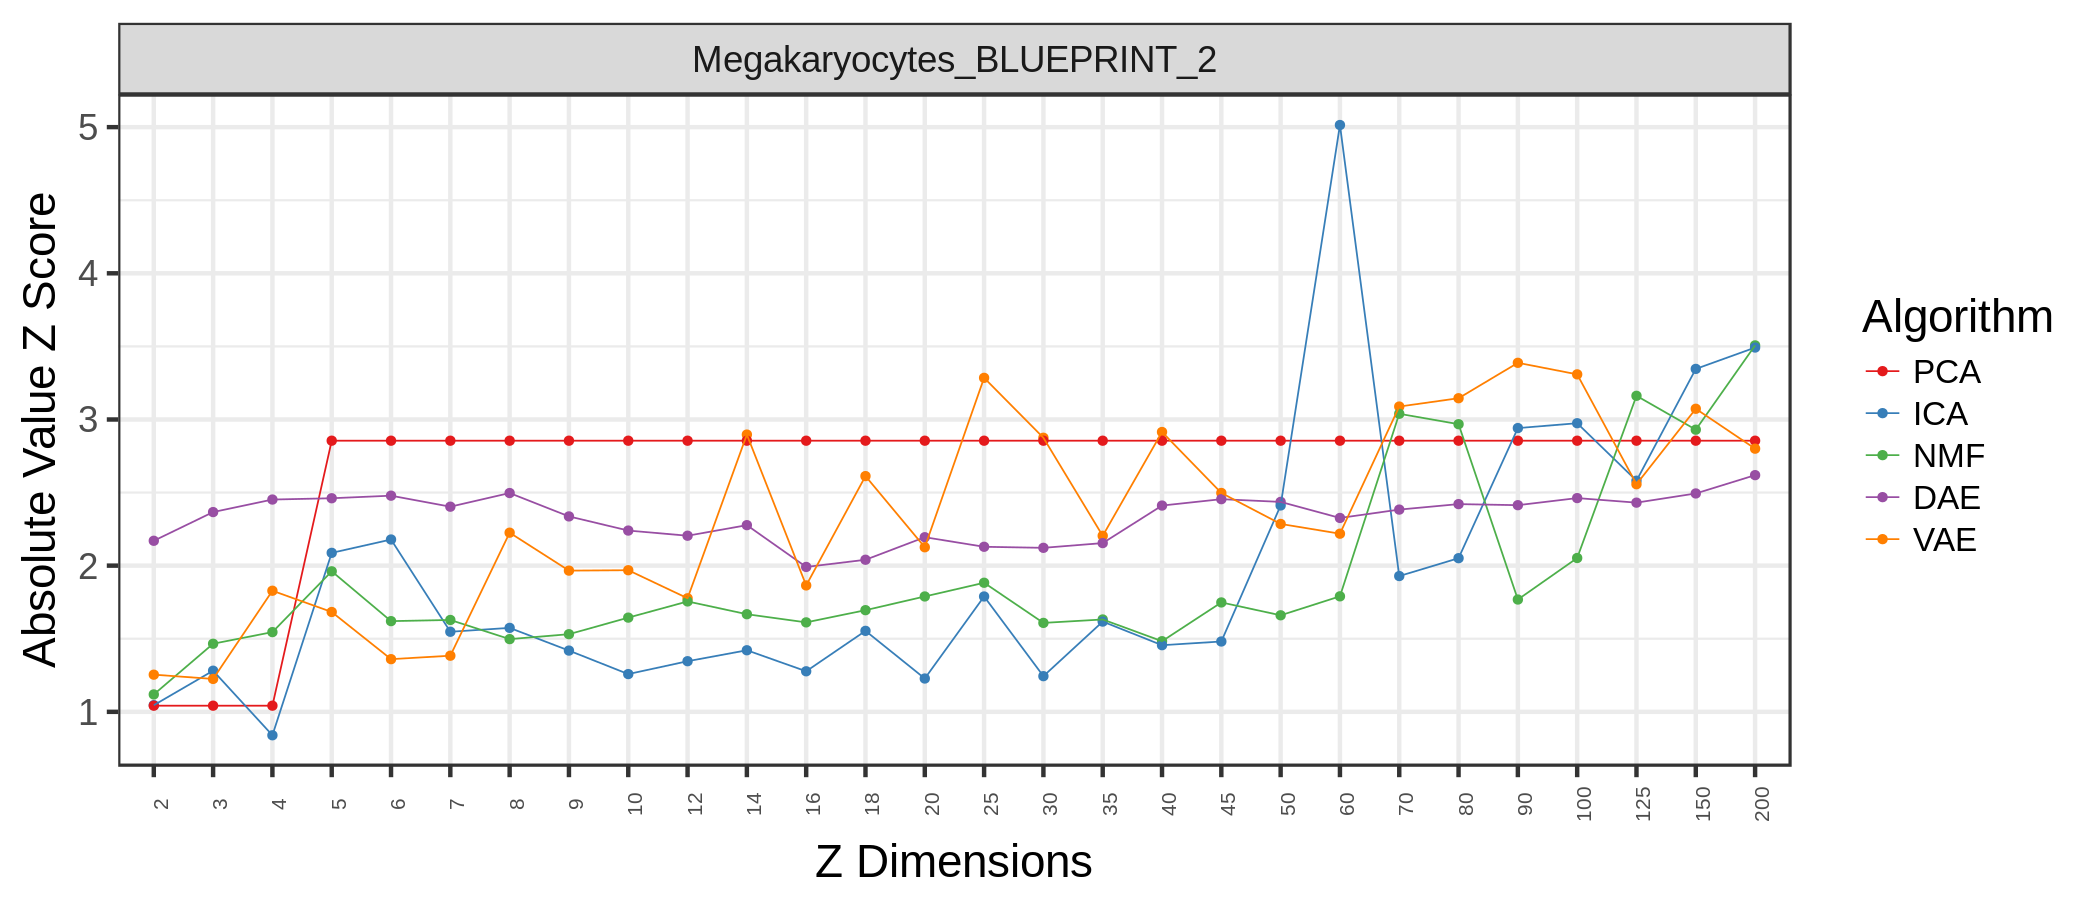 Megakaryocytes_BLUEPRINT_2
Absolute Value Z Score
5
4
3
2
1
2 3 4 5 6 7 8 9 10 12 14 16 18 20 25 30 35 40 45 50 60 70 80 90 100 125 150 200
Z Dimensions
Algorithm
PCA
ICA
NMF
DAE
VAE